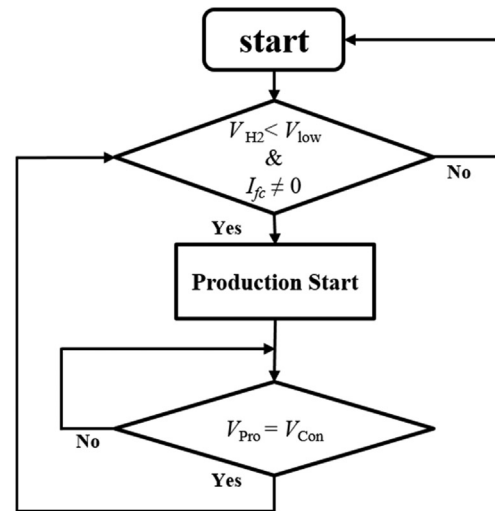 start
V_H2 < V_low
&
I_fc ≠ 0
No
Yes
Production Start
V_Pro = V_Con
No
Yes